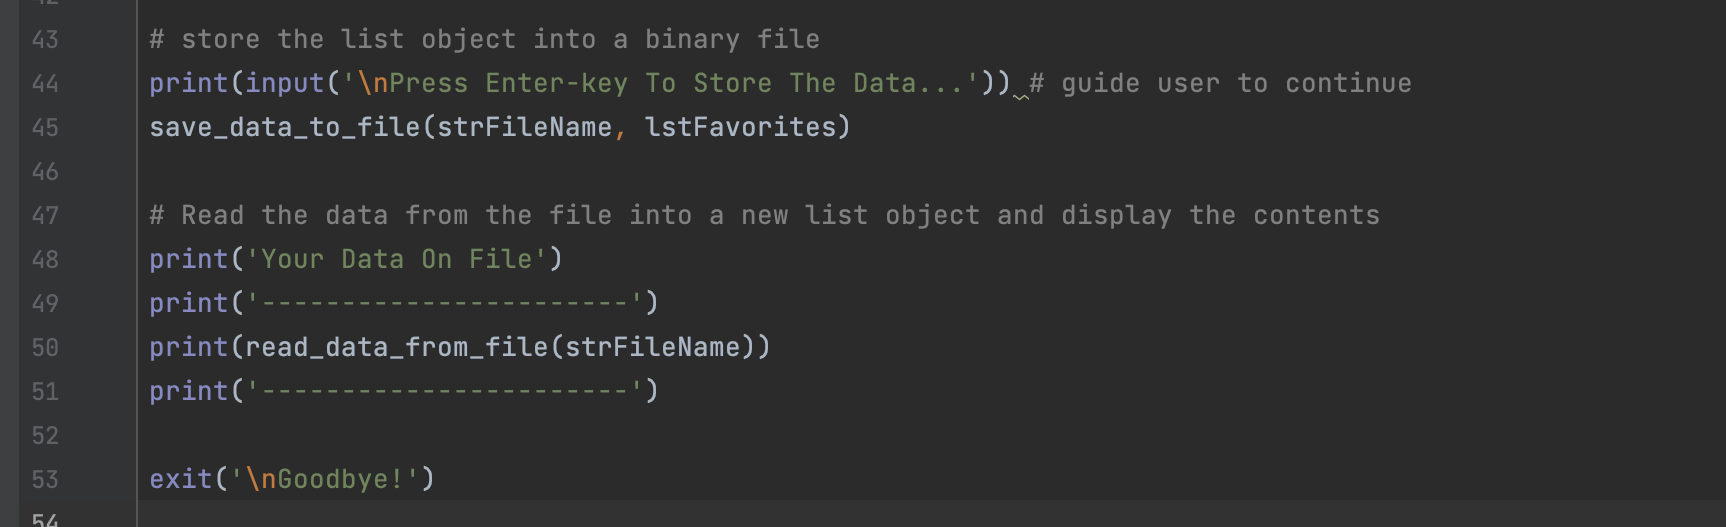 43 # store the list object into a binary file
44 print(input('\nPress Enter-key To Store The Data...')) # guide user to continue
45 save_data_to_file(strFileName, lstFavorites)
46
47 # Read the data from the file into a new list object and display the contents
48 print('Your Data On File')
49 print('-----------------------')
50 print(read_data_from_file(strFileName))
51 print('-----------------------')
52
53 exit('\nGoodbye!')
54